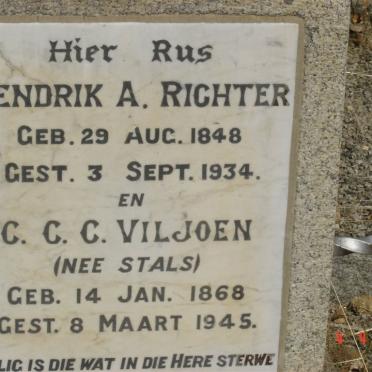 Hier Rus
ENDRIK A. RICHTER
GEB. 29 AUG. 1848
GEST. 3 SEPT. 1934.
EN
C. C. C. VILJOEN
(NEE STALS)
GEB. 14 JAN. 1868
GEST. 8 MAART 1945.
LIG IS DIE WAT IN DIE HERE STERWE